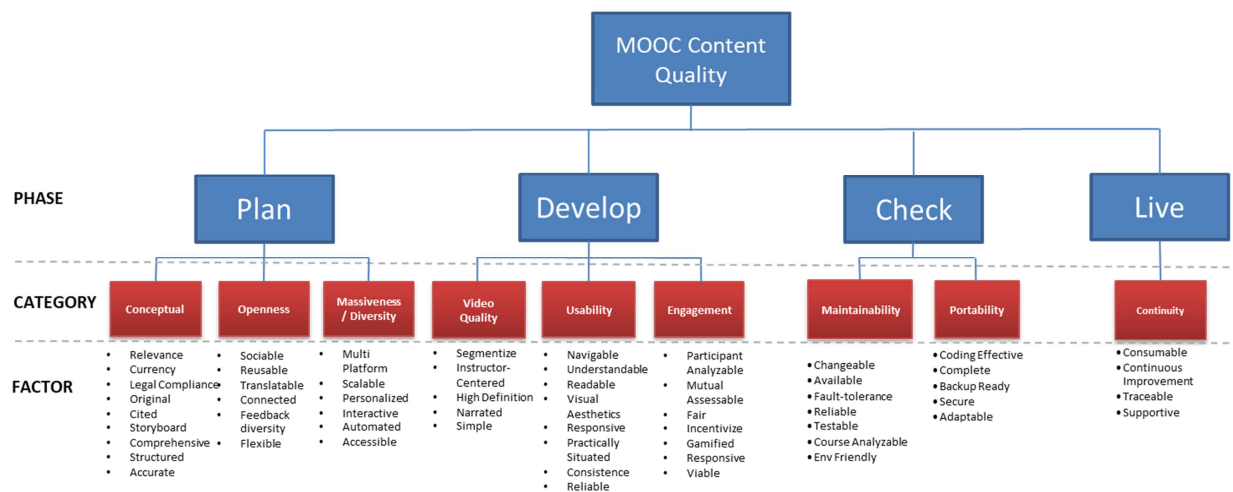 MOOC Content
Quality
PHASE
Plan
Develop
Check
Live
CATEGORY
Conceptual
Openness
Massiveness
/ Diversity
Video
Quality
Usability
Engagement
Maintainability
Portability
Continuity
FACTOR
• Relevance
• Currency
• Legal Compliance
• Original
• Cited
• Storyboard
• Comprehensive
• Structured
• Accurate
• Sociable
• Reusable
• Translatable
• Connected
• Feedback
diversity
• Flexible
• Multi
Platform
• Scalable
• Personalized
• Interactive
• Automated
• Accessible
• Segmentize
• Instructor-
Centered
• High Definition
• Narrated
• Simple
• Navigable
• Understandable
• Readable
• Visual
Aesthetics
• Responsive
• Practically
Situated
• Consistence
• Reliable
• Participant
Analyzable
• Mutual
Assessable
• Fair
• Incentivize
• Gamified
• Responsive
• Viable
• Changeable
• Available
• Fault-tolerance
• Reliable
• Testable
• Course Analyzable
• Env Friendly
• Coding Effective
• Complete
• Backup Ready
• Secure
• Adaptable
• Consumable
• Continuous
Improvement
• Traceable
• Supportive